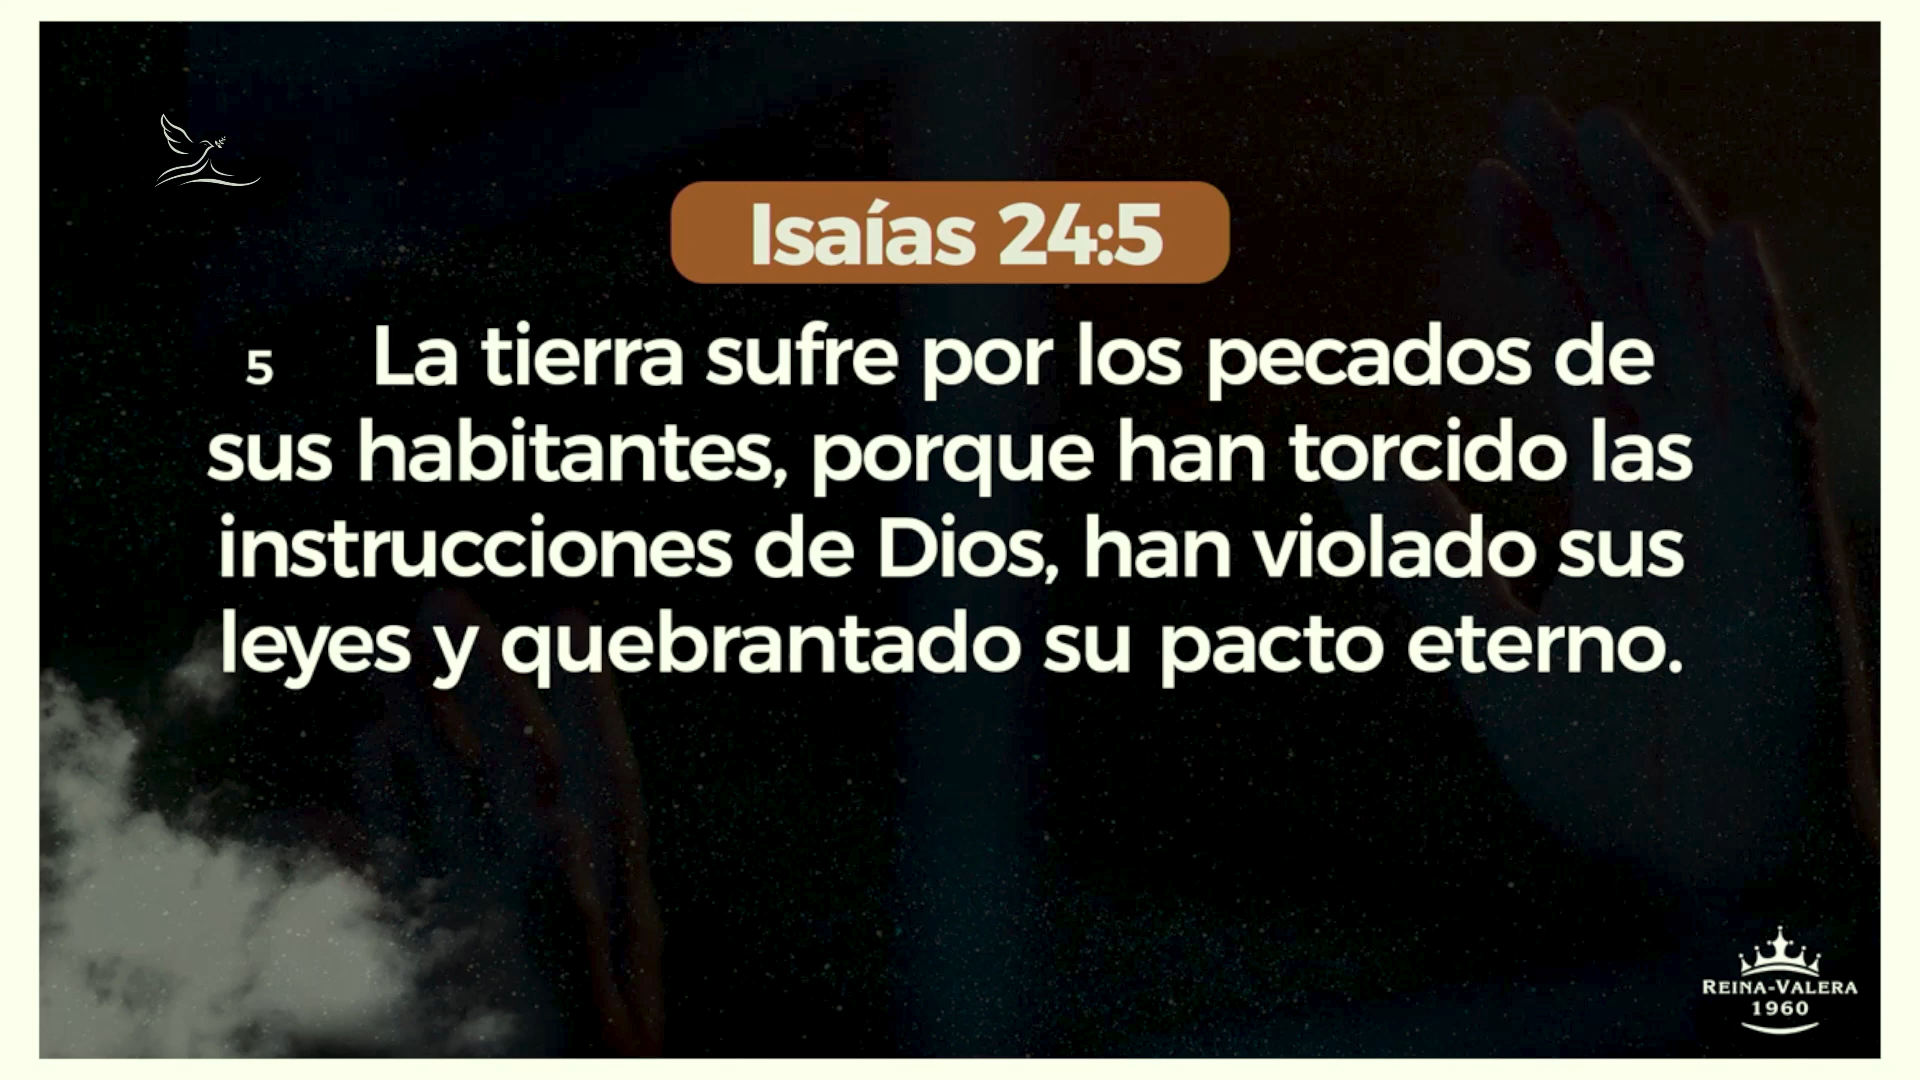 Isaías 24:5
5 La tierra sufre por los pecados de
sus habitantes, porque han torcido las
instrucciones de Dios, han violado sus
leyes y quebrantado su pacto eterno.
REINA-VALERA
1960